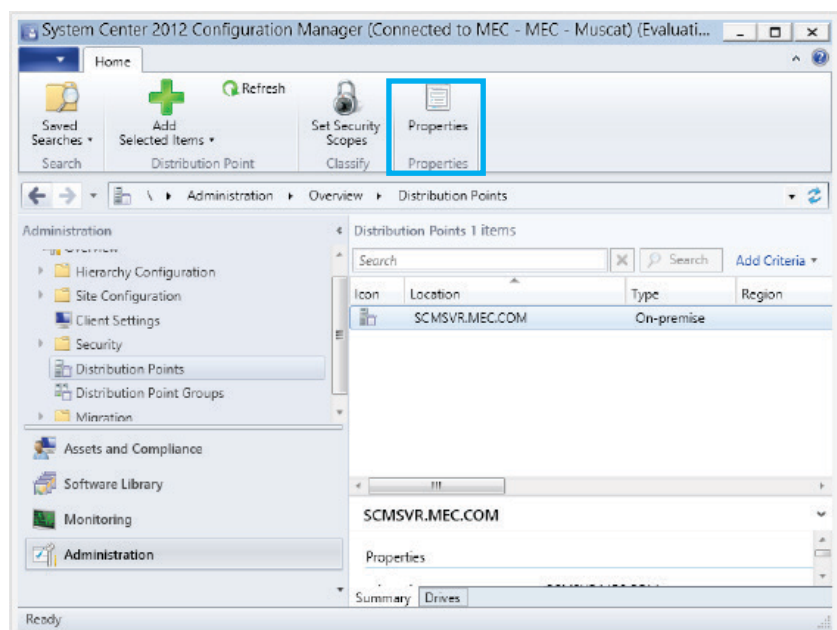 System Center 2012 Configuration Manager (Connected to MEC - MEC - Muscat) (Evaluati...
Home
Saved Searches
Add Selected Items
Refresh
Set Security Scopes
Properties
Search
Distribution Point
Classify
Properties
\ Administration Overview Distribution Points
Administration
Overview
Hierarchy Configuration
Site Configuration
Client Settings
Security
Distribution Points
Distribution Point Groups
Migration
Assets and Compliance
Software Library
Monitoring
Administration
Distribution Points 1 items
Search
Search
Add Criteria
Icon Location Type Region
SCMSVR.MEC.COM On-premise
SCMSVR.MEC.COM
Properties
Summary Drives
Ready